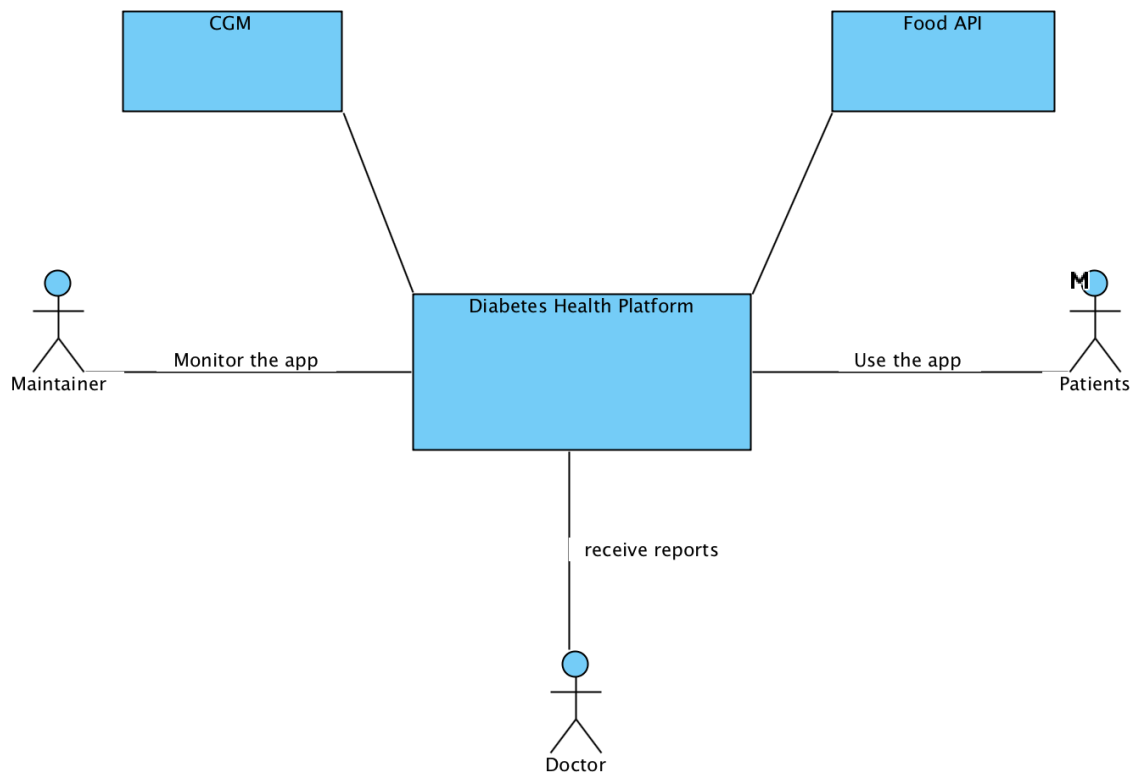 CGM
Food API
Diabetes Health Platform
M
Monitor the app
Use the app
Maintainer
Patients
receive reports
Doctor